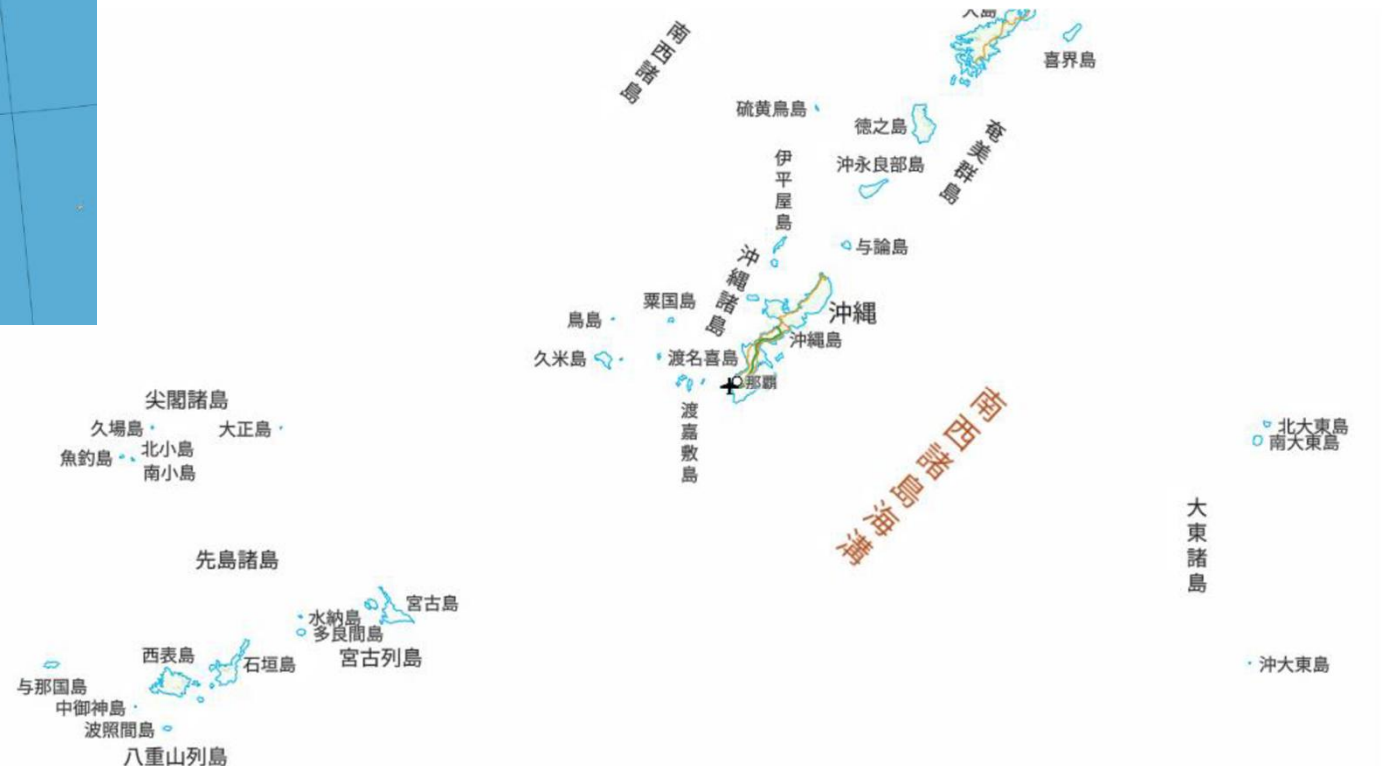 大島
喜界島
南西諸島
硫黄鳥島
徳之島
奄美群島
伊平屋島
沖永良部島
与論島
沖縄諸島
粟国島
鳥島
沖縄
沖縄島
久米島
渡名喜島
那覇
渡嘉敷島
尖閣諸島
久場島
大正島
北小島
魚釣島
南小島
南西諸島海溝
北大東島
南大東島
大東諸島
先島諸島
宮古島
水納島
多良間島
宮古列島
西表島
石垣島
与那国島
中御神島
波照間島
八重山列島
沖大東島